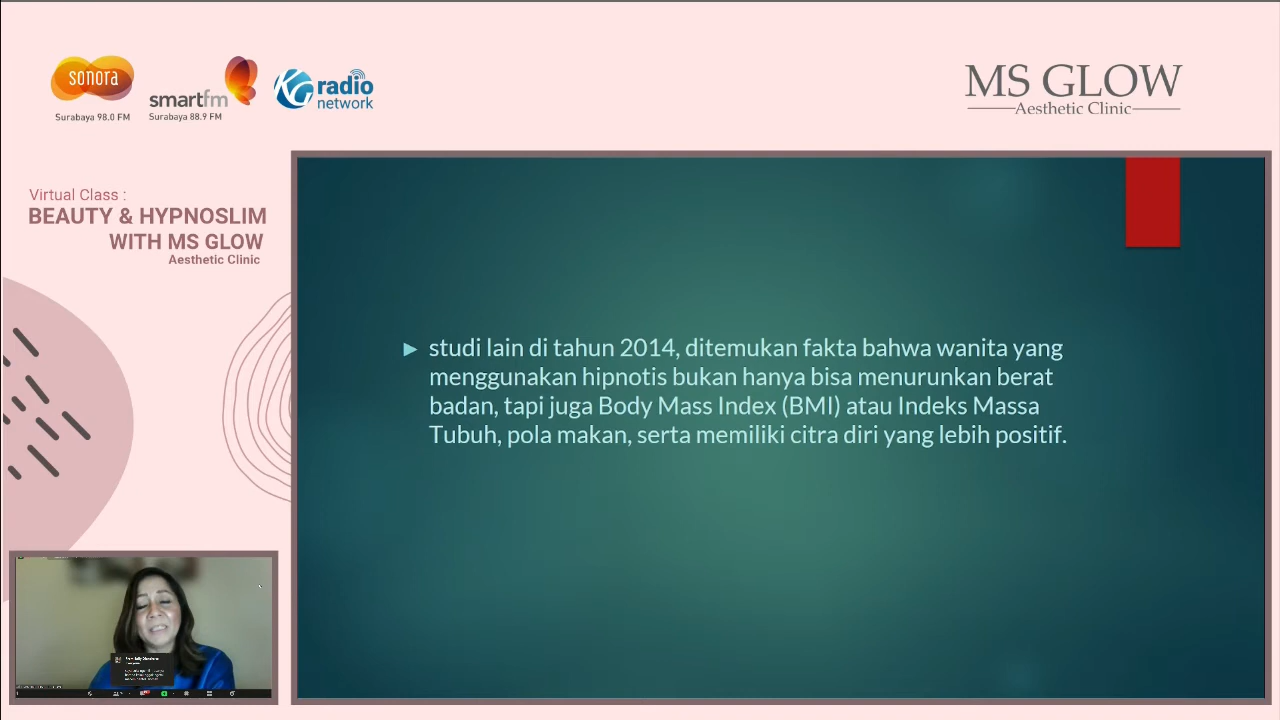 sonora
Surabaya 98.0 FM
smartfm
Surabaya 88.9 FM
KG radio
network
MS GLOW
Aesthetic Clinic
Virtual Class :
BEAUTY & HYPNOSLIM
WITH MS GLOW
Aesthetic Clinic
studi lain di tahun 2014, ditemukan fakta bahwa wanita yang
menggunakan hipnotis bukan hanya bisa menurunkan berat
badan, tapi juga Body Mass Index (BMI) atau Indeks Massa
Tubuh, pola makan, serta memiliki citra diri yang lebih positif.